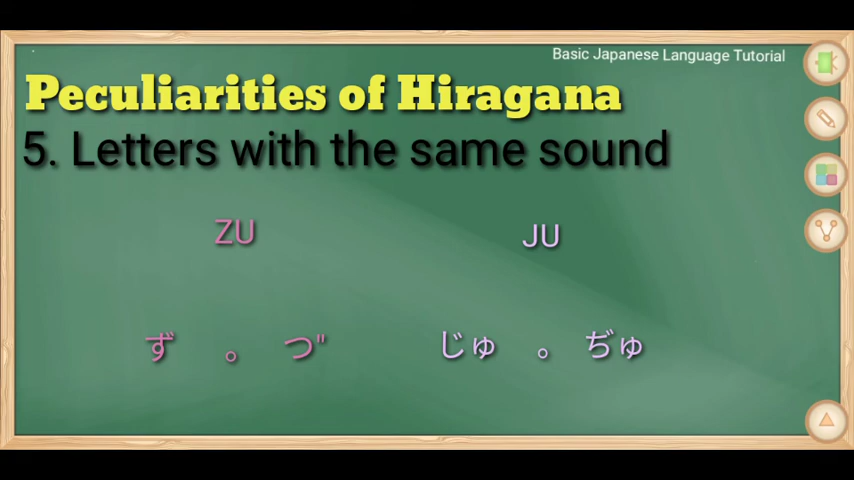 Basic Japanese Language Tutorial
Peculiarities of Hiragana
5. Letters with the same sound
ZU JU
ず 。 つ" じゅ 。 ぢゅ